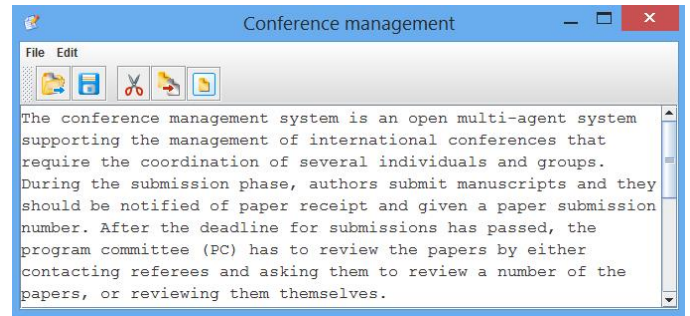 Conference management
File Edit
The conference management system is an open multi-agent system
supporting the management of international conferences that
require the coordination of several individuals and groups.
During the submission phase, authors submit manuscripts and they
should be notified of paper receipt and given a paper submission
number. After the deadline for submissions has passed, the
program committee (PC) has to review the papers by either
contacting referees and asking them to review a number of the
papers, or reviewing them themselves.